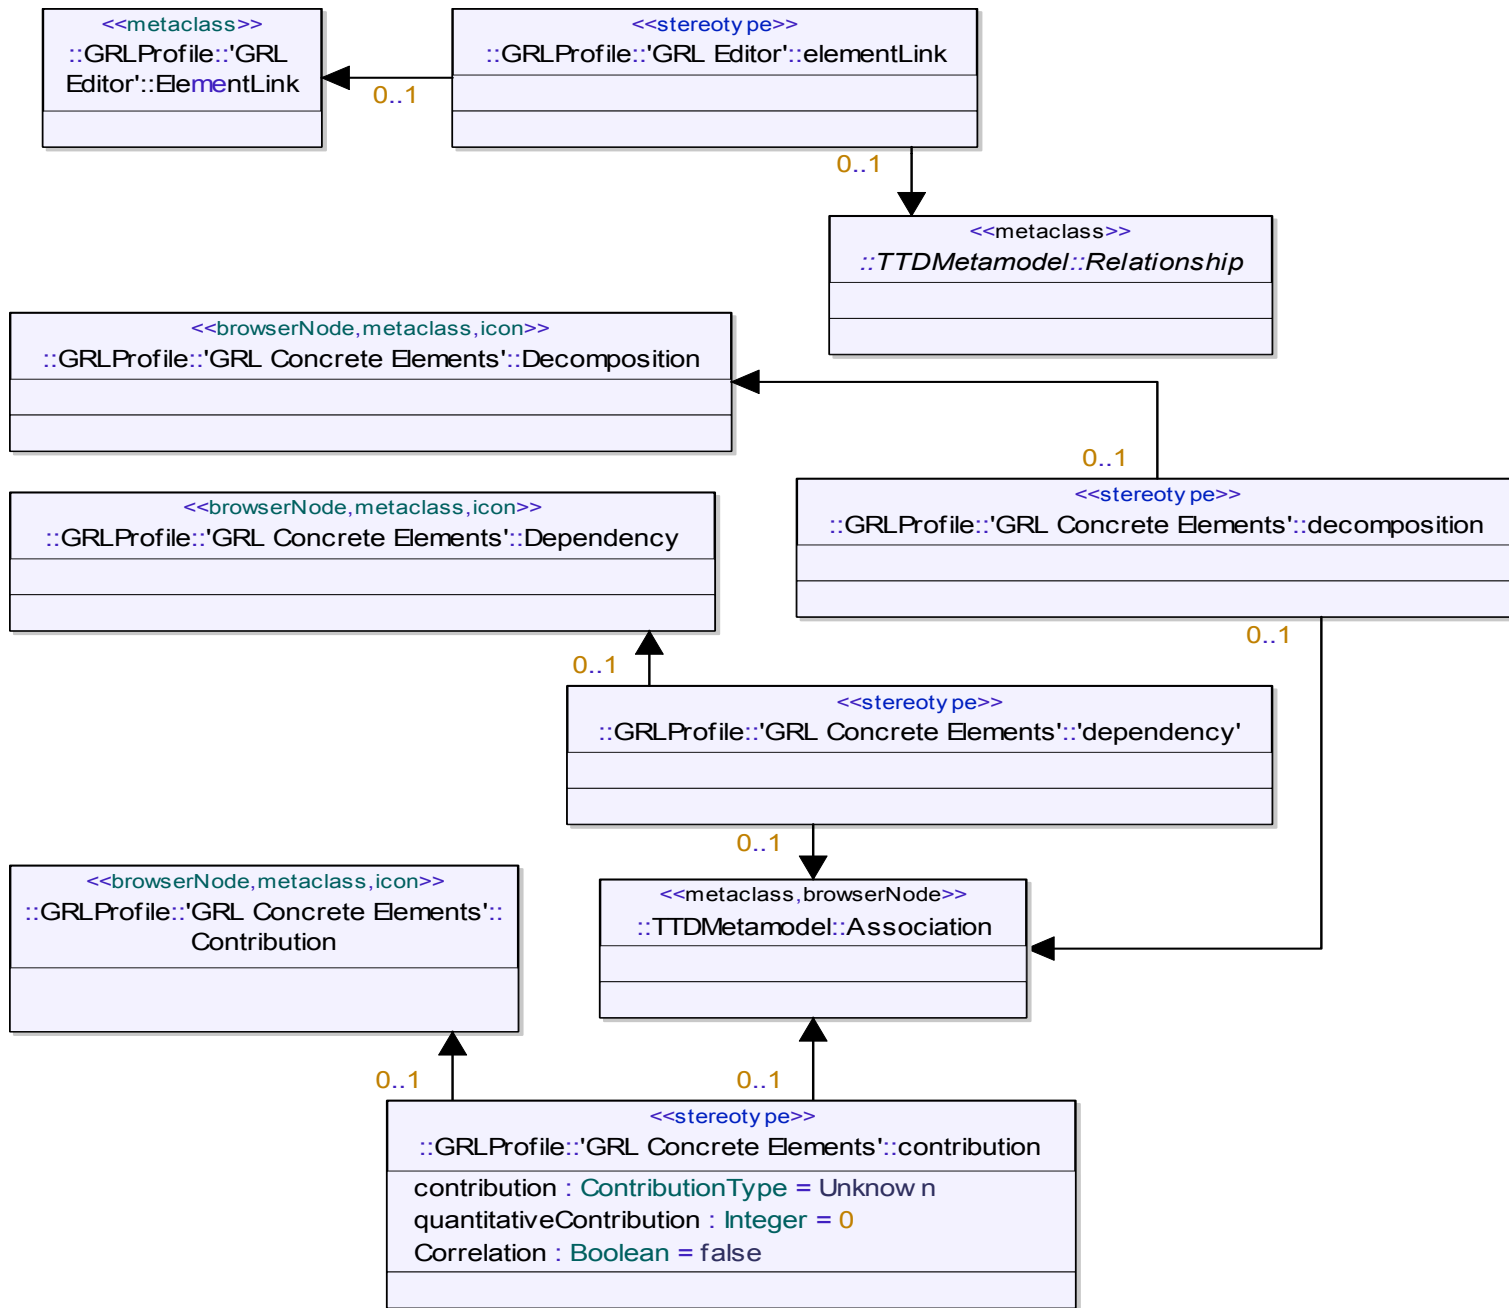 <<metaclass>>
::GRLProfile::'GRL
Editor'::ElementLink
<<stereotype>>
::GRLProfile::'GRL Editor'::elementLink
0..1
0..1
<<metaclass>>
::TTDMetamodel::Relationship
<<browserNode,metaclass,icon>>
::GRLProfile::'GRL Concrete Elements'::Decomposition
0..1
<<stereotype>>
::GRLProfile::'GRL Concrete Elements'::decomposition
0..1
<<browserNode,metaclass,icon>>
::GRLProfile::'GRL Concrete Elements'::Dependency
0..1
<<stereotype>>
::GRLProfile::'GRL Concrete Elements'::'dependency'
0..1
<<browserNode,metaclass,icon>>
::GRLProfile::'GRL Concrete Elements'::
Contribution
<<metaclass,browserNode>>
::TTDMetamodel::Association
0..1
0..1
<<stereotype>>
::GRLProfile::'GRL Concrete Elements'::contribution
contribution : ContributionType = Unknown
quantitativeContribution : Integer = 0
Correlation : Boolean = false